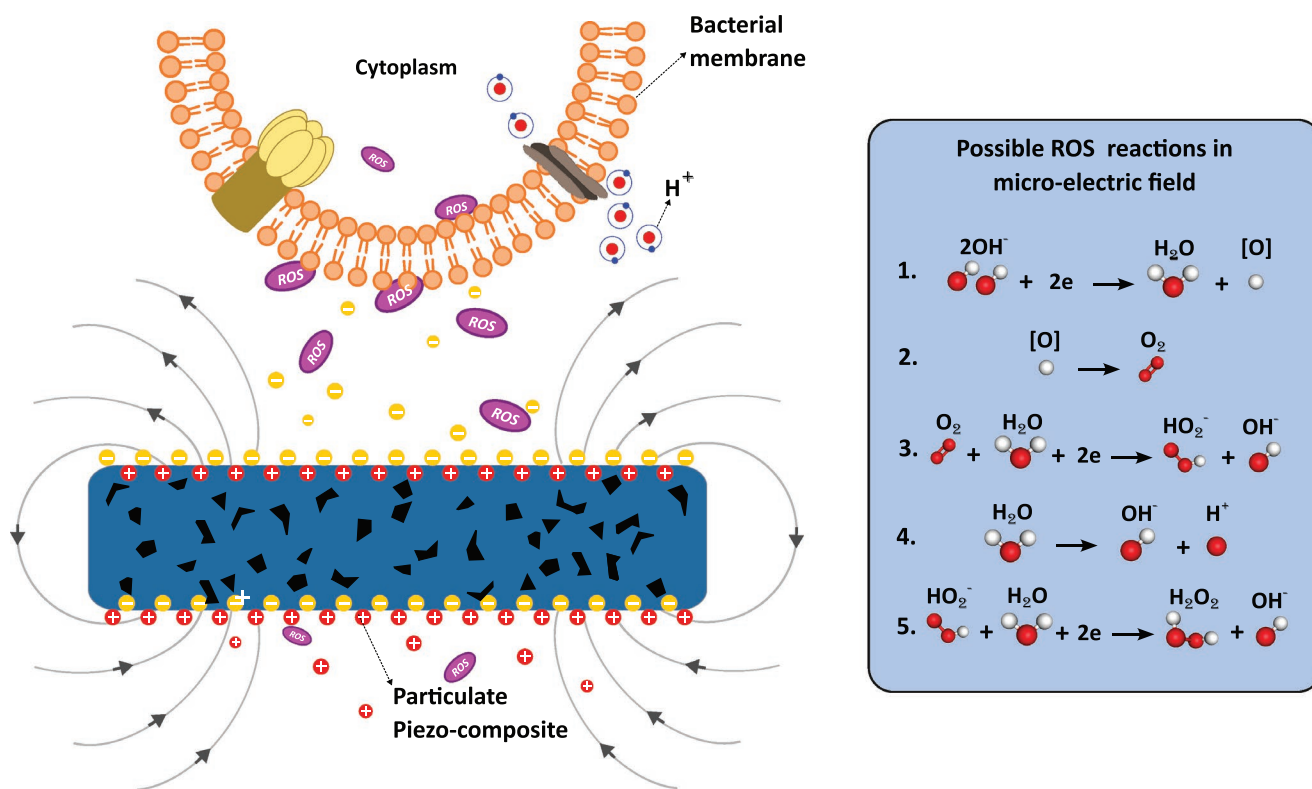 Bacterial
membrane
Cytoplasm
ROS
ROS
H⁺
ROS
ROS
ROS
ROS
ROS
ROS
ROS
Particulate
Piezo-composite
Possible ROS reactions in
micro-electric field
2OH⁻ H₂O [O]
1. + 2e +
[O] O₂
2.
O₂ H₂O HO₂⁻ OH⁻
3. + + 2e +
H₂O OH⁻ H⁺
4. +
HO₂⁻ H₂O H₂O₂ OH⁻
5. + + 2e +